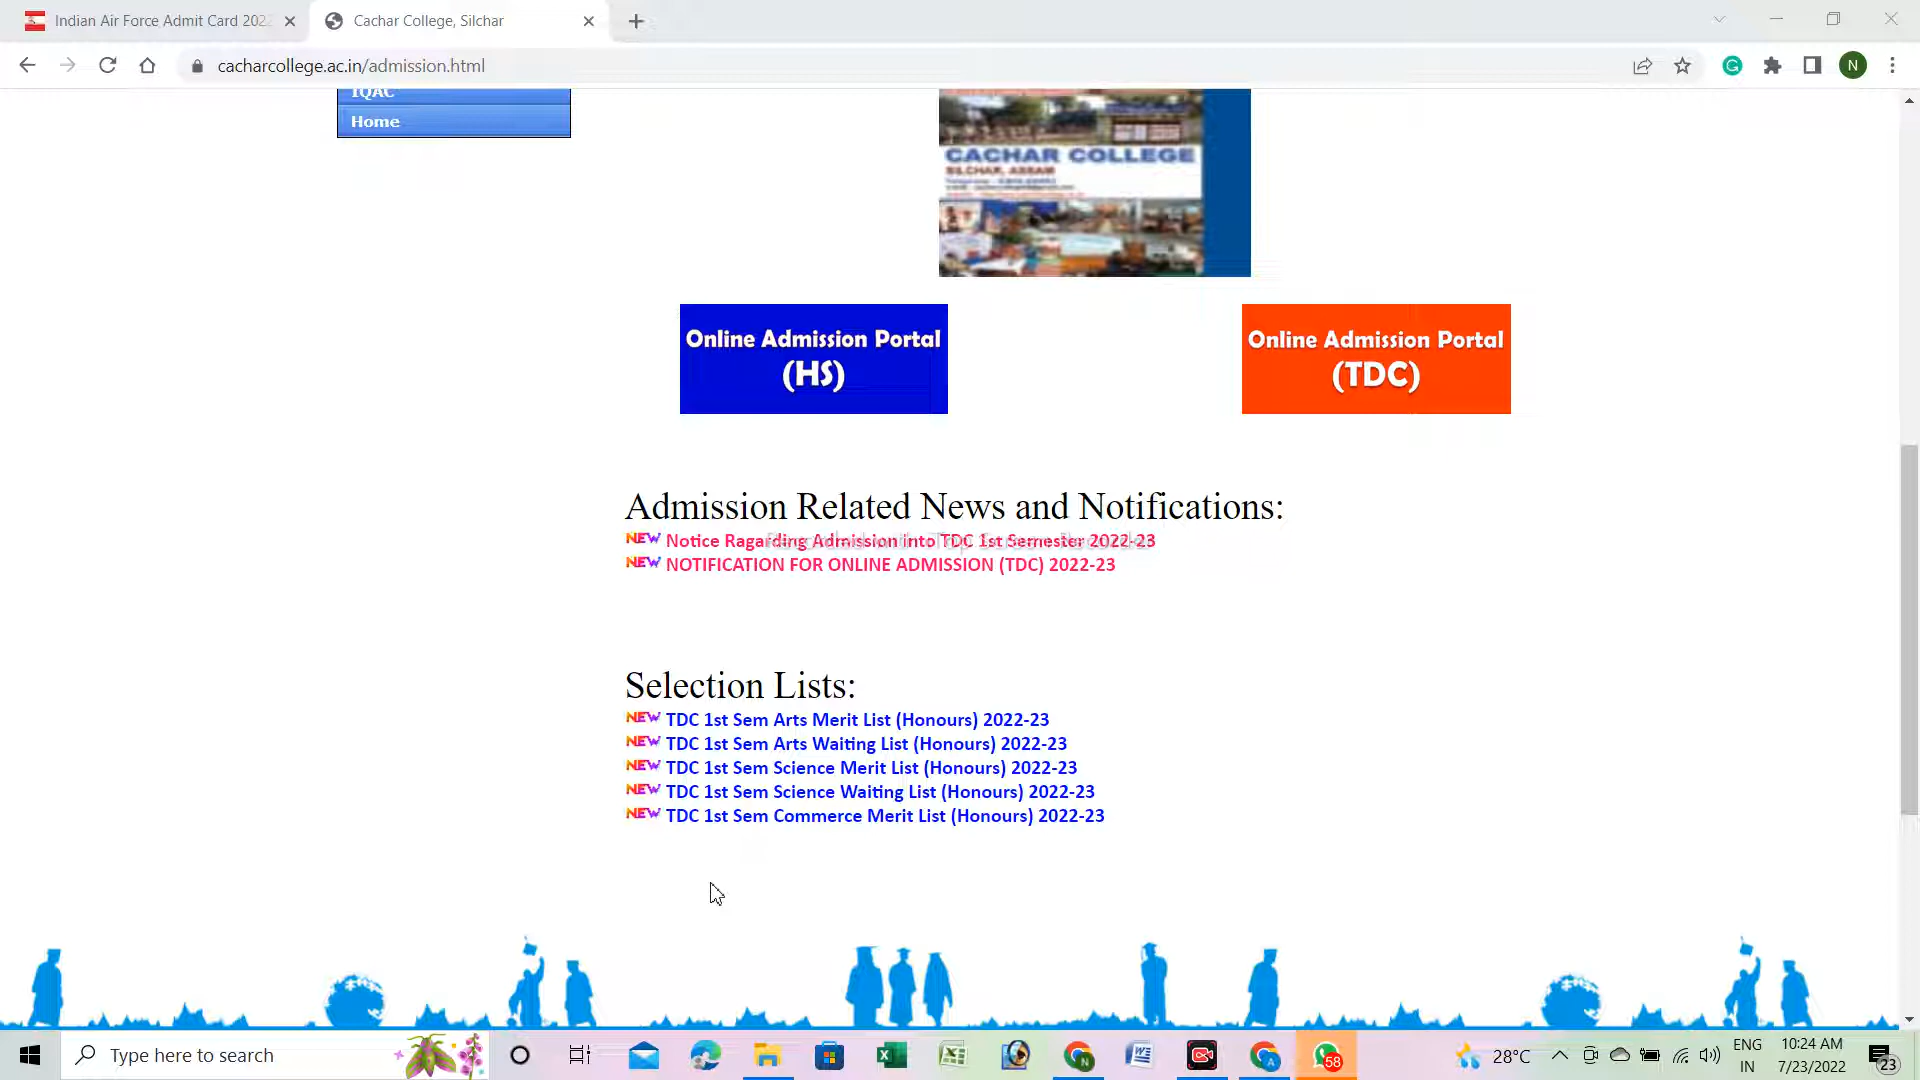 Indian Air Force Admit Card 2022
Cachar College, Silchar
cacharcollege.ac.in/admission.html
N
IQAC
Home
CACHAR COLLEGE
SILCHAR, ASSAM
Online Admission Portal
(HS)
Online Admission Portal
(TDC)
Admission Related News and Notifications:
NEW Notice Ragarding Admission into TDC 1st Semester 2022-23
NEW NOTIFICATION FOR ONLINE ADMISSION (TDC) 2022-23
Selection Lists:
NEW TDC 1st Sem Arts Merit List (Honours) 2022-23
NEW TDC 1st Sem Arts Waiting List (Honours) 2022-23
NEW TDC 1st Sem Science Merit List (Honours) 2022-23
NEW TDC 1st Sem Science Waiting List (Honours) 2022-23
NEW TDC 1st Sem Commerce Merit List (Honours) 2022-23
Type here to search
58
28°C
ENG
IN
10:24 AM
7/23/2022
23